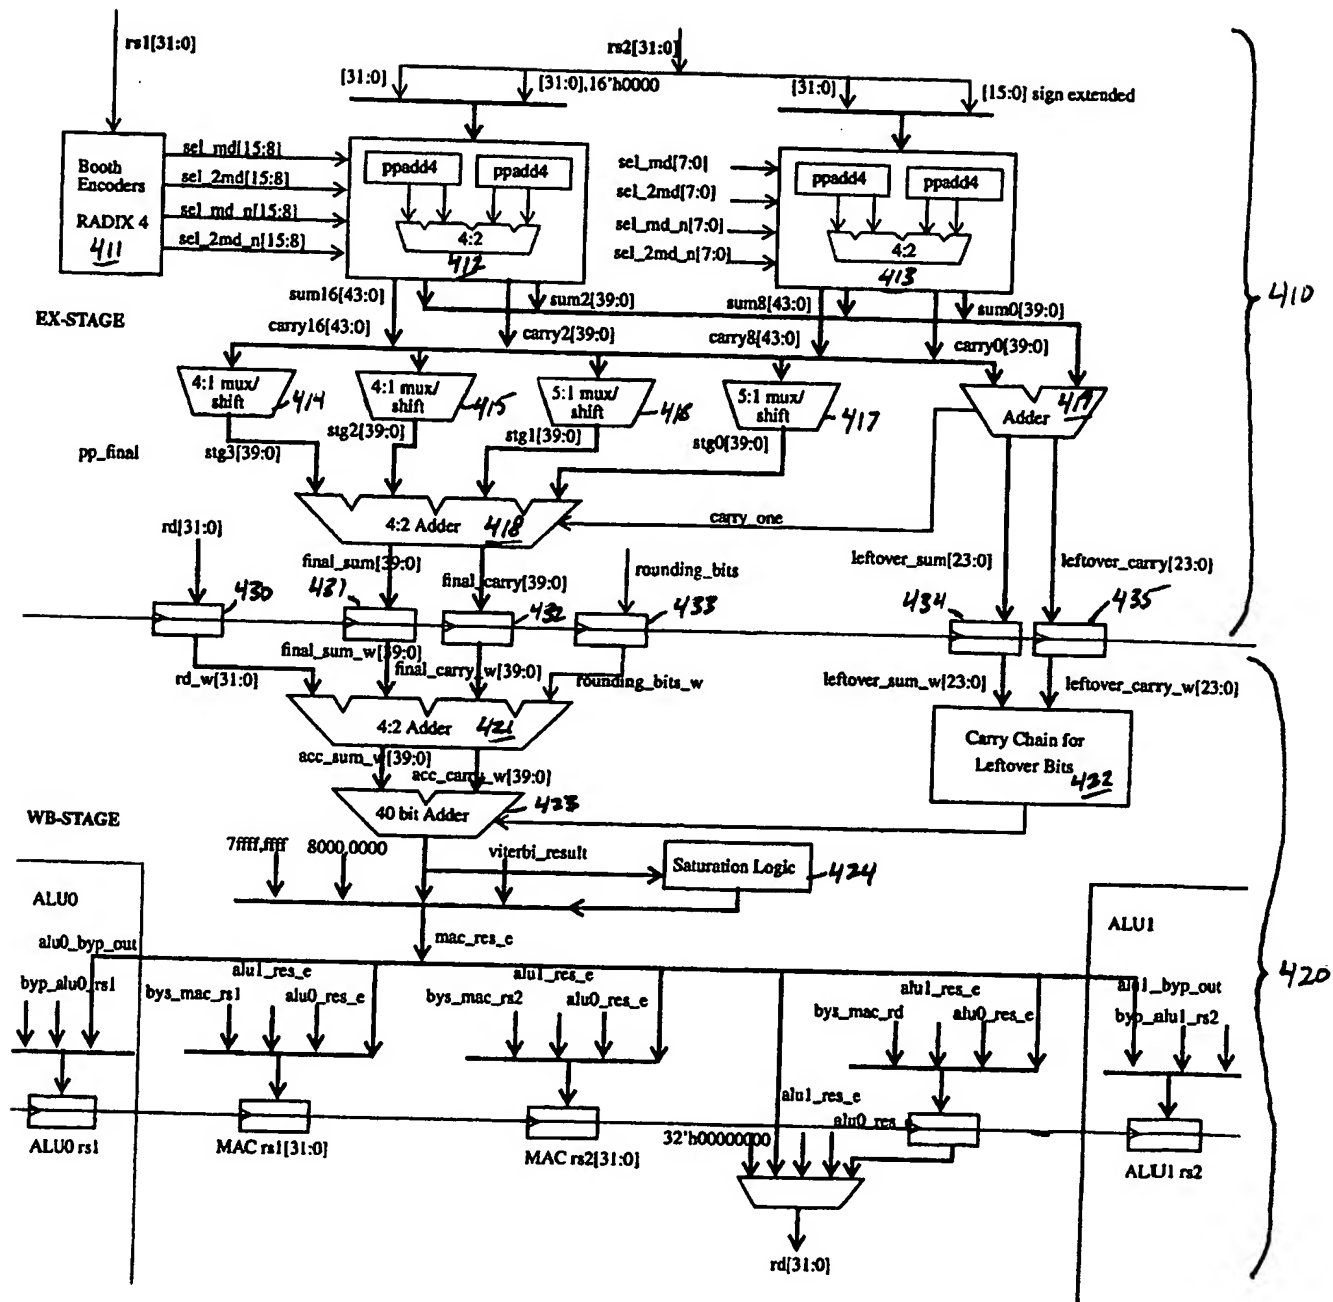 rs1[31:0]
rs2[31:0]
[31:0]
[31:0],16'h0000
[31:0]
[15:0] sign extended
Booth
Encoders
RADIX 4
411
sel_md[15:8]
sel_2md[15:8]
sel_md_n[15:8]
sel_2md_n[15:8]
ppadd4
ppadd4
4:2
412
sel_md[7:0]
sel_2md[7:0]
sel_md_n[7:0]
sel_2md_n[7:0]
ppadd4
ppadd4
4:2
413
410
EX-STAGE
sum16[43:0]
sum2[39:0]
sum8[43:0]
sum0[39:0]
carry16[43:0]
carry2[39:0]
carry8[43:0]
carry0[39:0]
4:1 mux/
shift
414
4:1 mux/
shift
415
5:1 mux/
shift
416
5:1 mux/
shift
417
419
Adder
pp_final
stg3[39:0]
stg2[39:0]
stg1[39:0]
stg0[39:0]
4:2 Adder
418
carry_one
rd[31:0]
final_sum[39:0]
final_carry[39:0]
rounding_bits
leftover_sum[23:0]
leftover_carry[23:0]
430
431
432
433
434
435
rd_w[31:0]
final_sum_w[39:0]
final_carry_w[39:0]
rounding_bits_w
leftover_sum_w[23:0]
leftover_carry_w[23:0]
4:2 Adder
421
Carry Chain for
Leftover Bits
422
acc_sum_w[39:0]
acc_carry_w[39:0]
40 bit Adder
423
WB-STAGE
7ffff,ffff
8000,0000
viterbi_result
Saturation Logic
424
420
ALU0
ALU1
mac_res_e
alu0_byp_out
byp_alu0_rs1
alu1_res_e
bys_mac_rs1
alu0_res_e
alu1_res_e
bys_mac_rs2
alu0_res_e
alu1_res_e
bys_mac_rd
alu0_res_e
alu1_byp_out
byp_alu1_rs2
alu1_res_e
alu0_res_e
32'h00000000
ALU0 rs1
MAC rs1[31:0]
MAC rs2[31:0]
ALU1 rs2
rd[31:0]